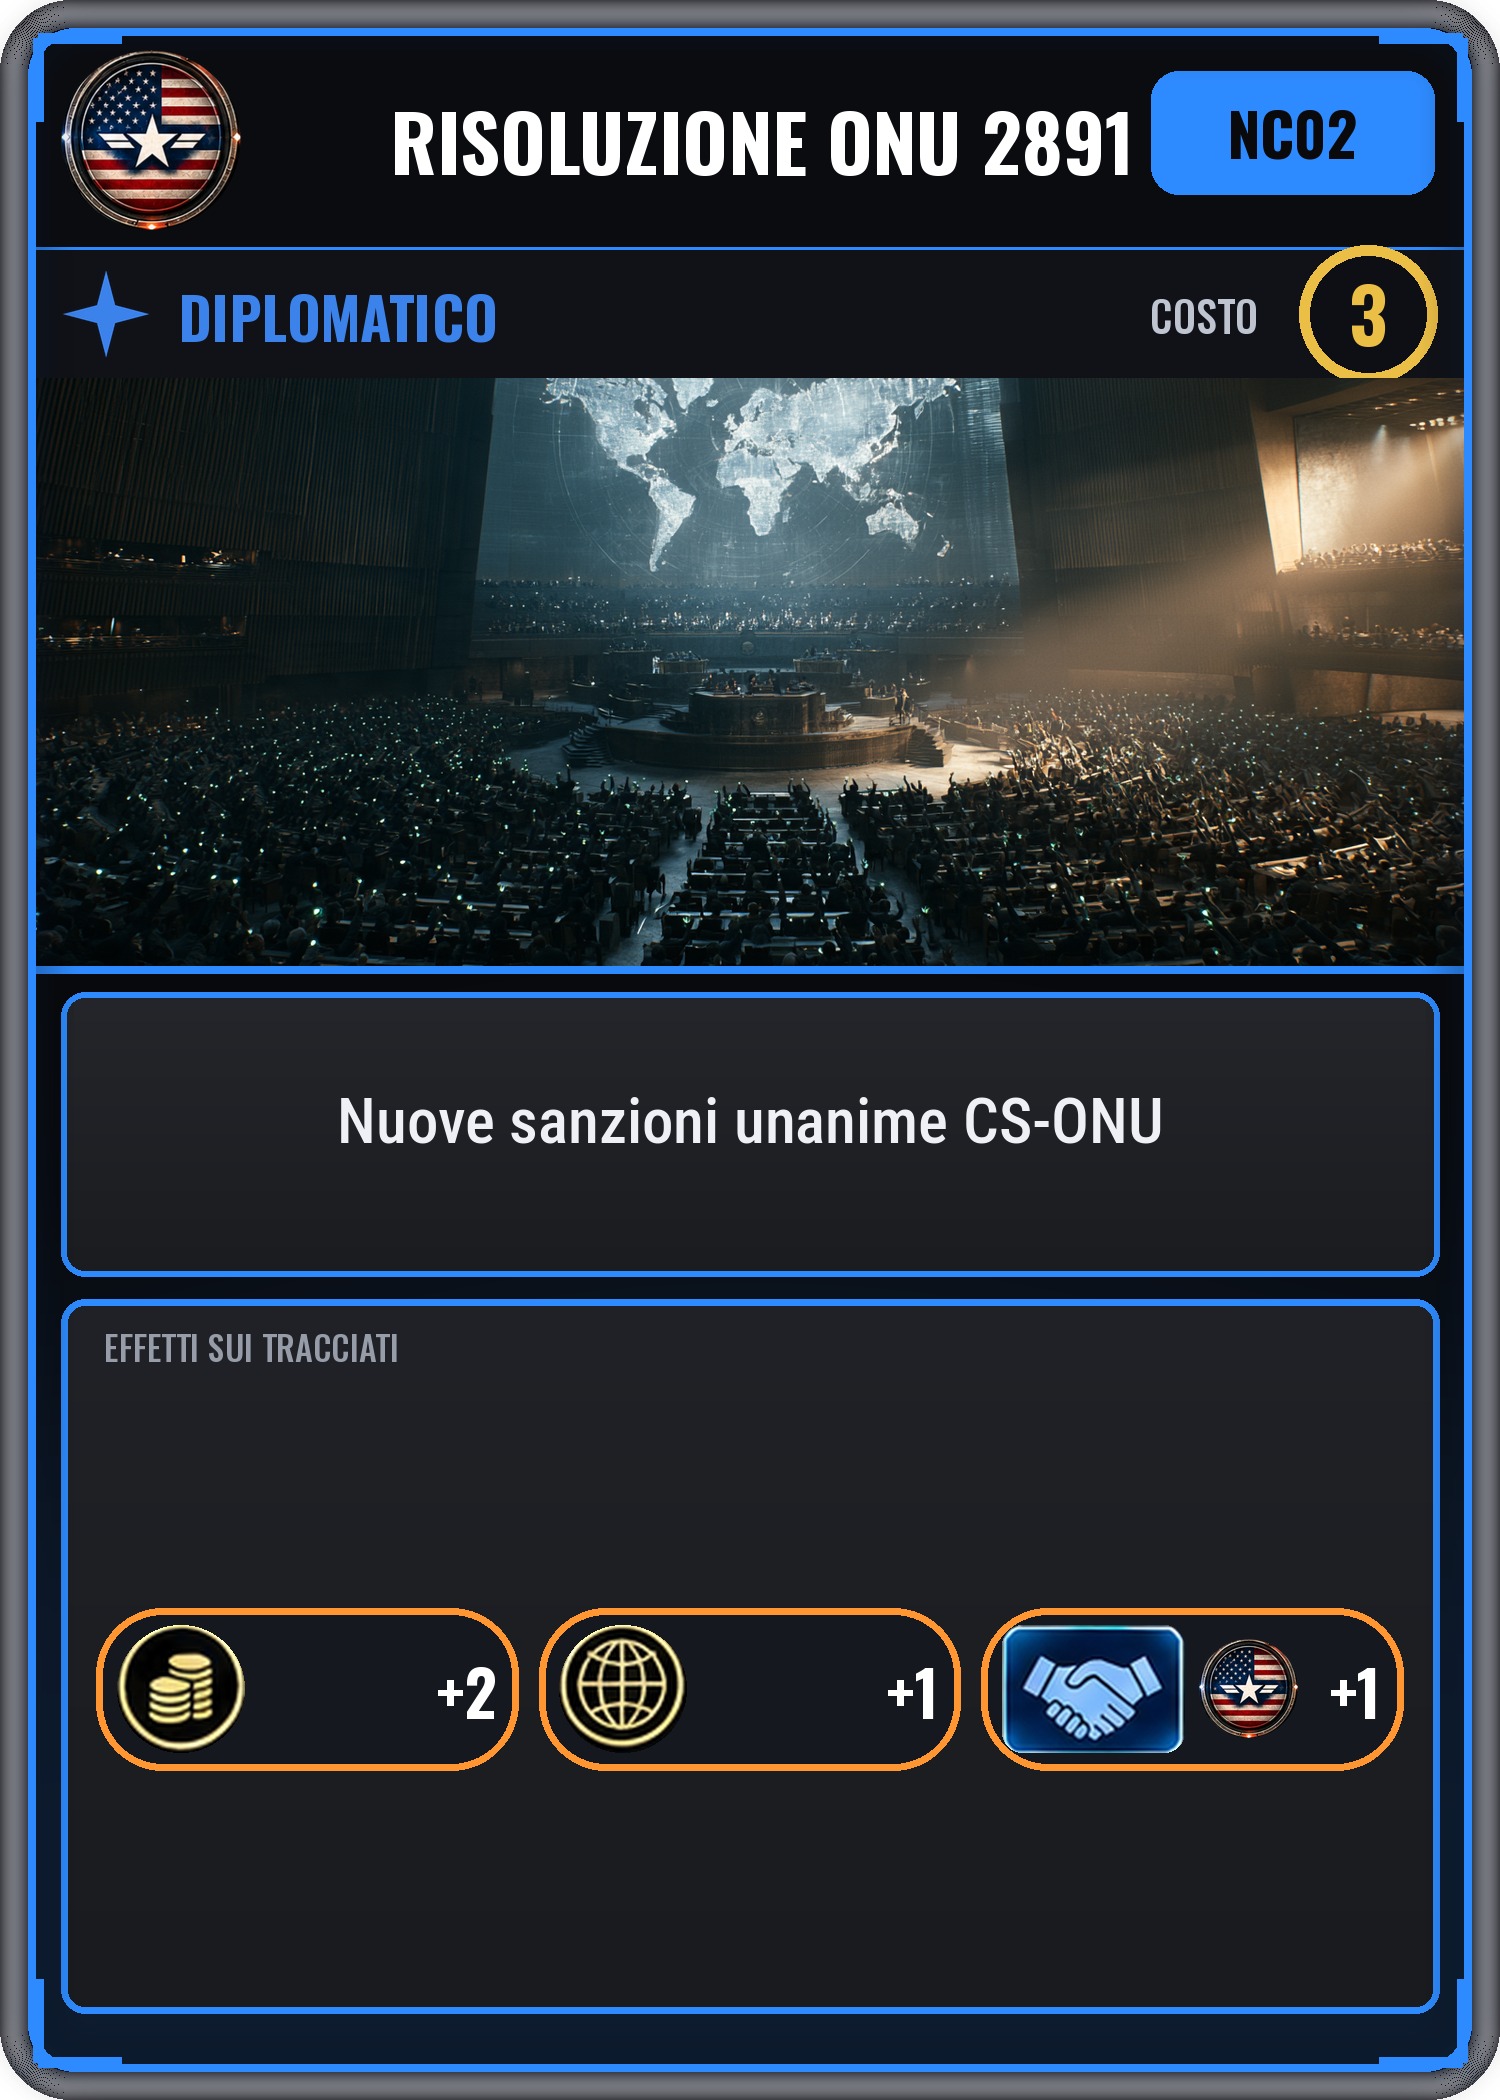 RISOLUZIONE ONU 2891
NC02
DIPLOMATICO
COSTO
3
Nuove sanzioni unanime CS-ONU
EFFETTI SUI TRACCIATI
+2
+1
+1